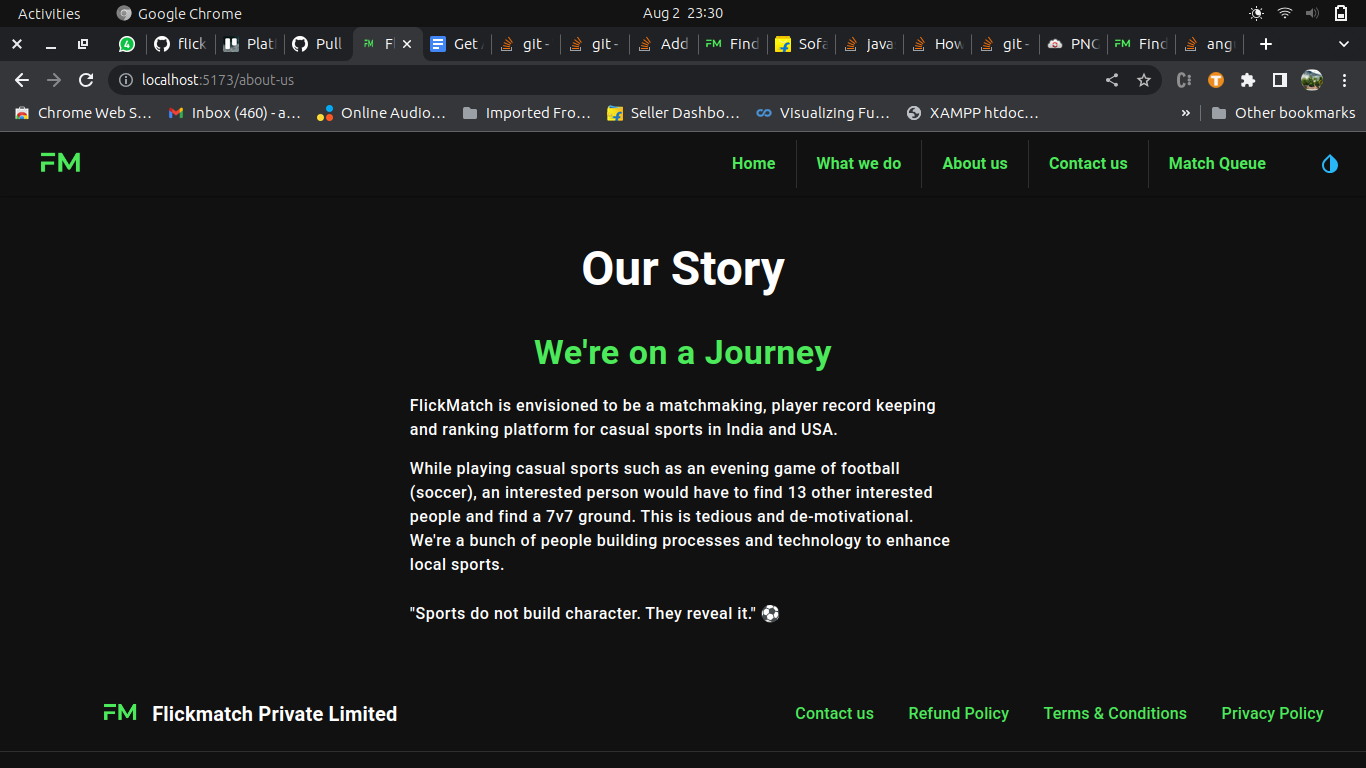 Activities Google Chrome Aug 2 23:30
4 flick Plat Pull Fl Get git - git - Add FM Find Sofa Java How git - PNG FM Find ang
localhost:5173/about-us
Chrome Web S... Inbox (460) - a... Online Audio... Imported Fro... Seller Dashbo... Visualizing Fu... XAMPP htdoc... » Other bookmarks
FM Home What we do About us Contact us Match Queue
Our Story
We're on a Journey
FlickMatch is envisioned to be a matchmaking, player record keeping
and ranking platform for casual sports in India and USA.
While playing casual sports such as an evening game of football
(soccer), an interested person would have to find 13 other interested
people and find a 7v7 ground. This is tedious and de-motivational.
We're a bunch of people building processes and technology to enhance
local sports.
"Sports do not build character. They reveal it." ⚽
FM Flickmatch Private Limited Contact us Refund Policy Terms & Conditions Privacy Policy